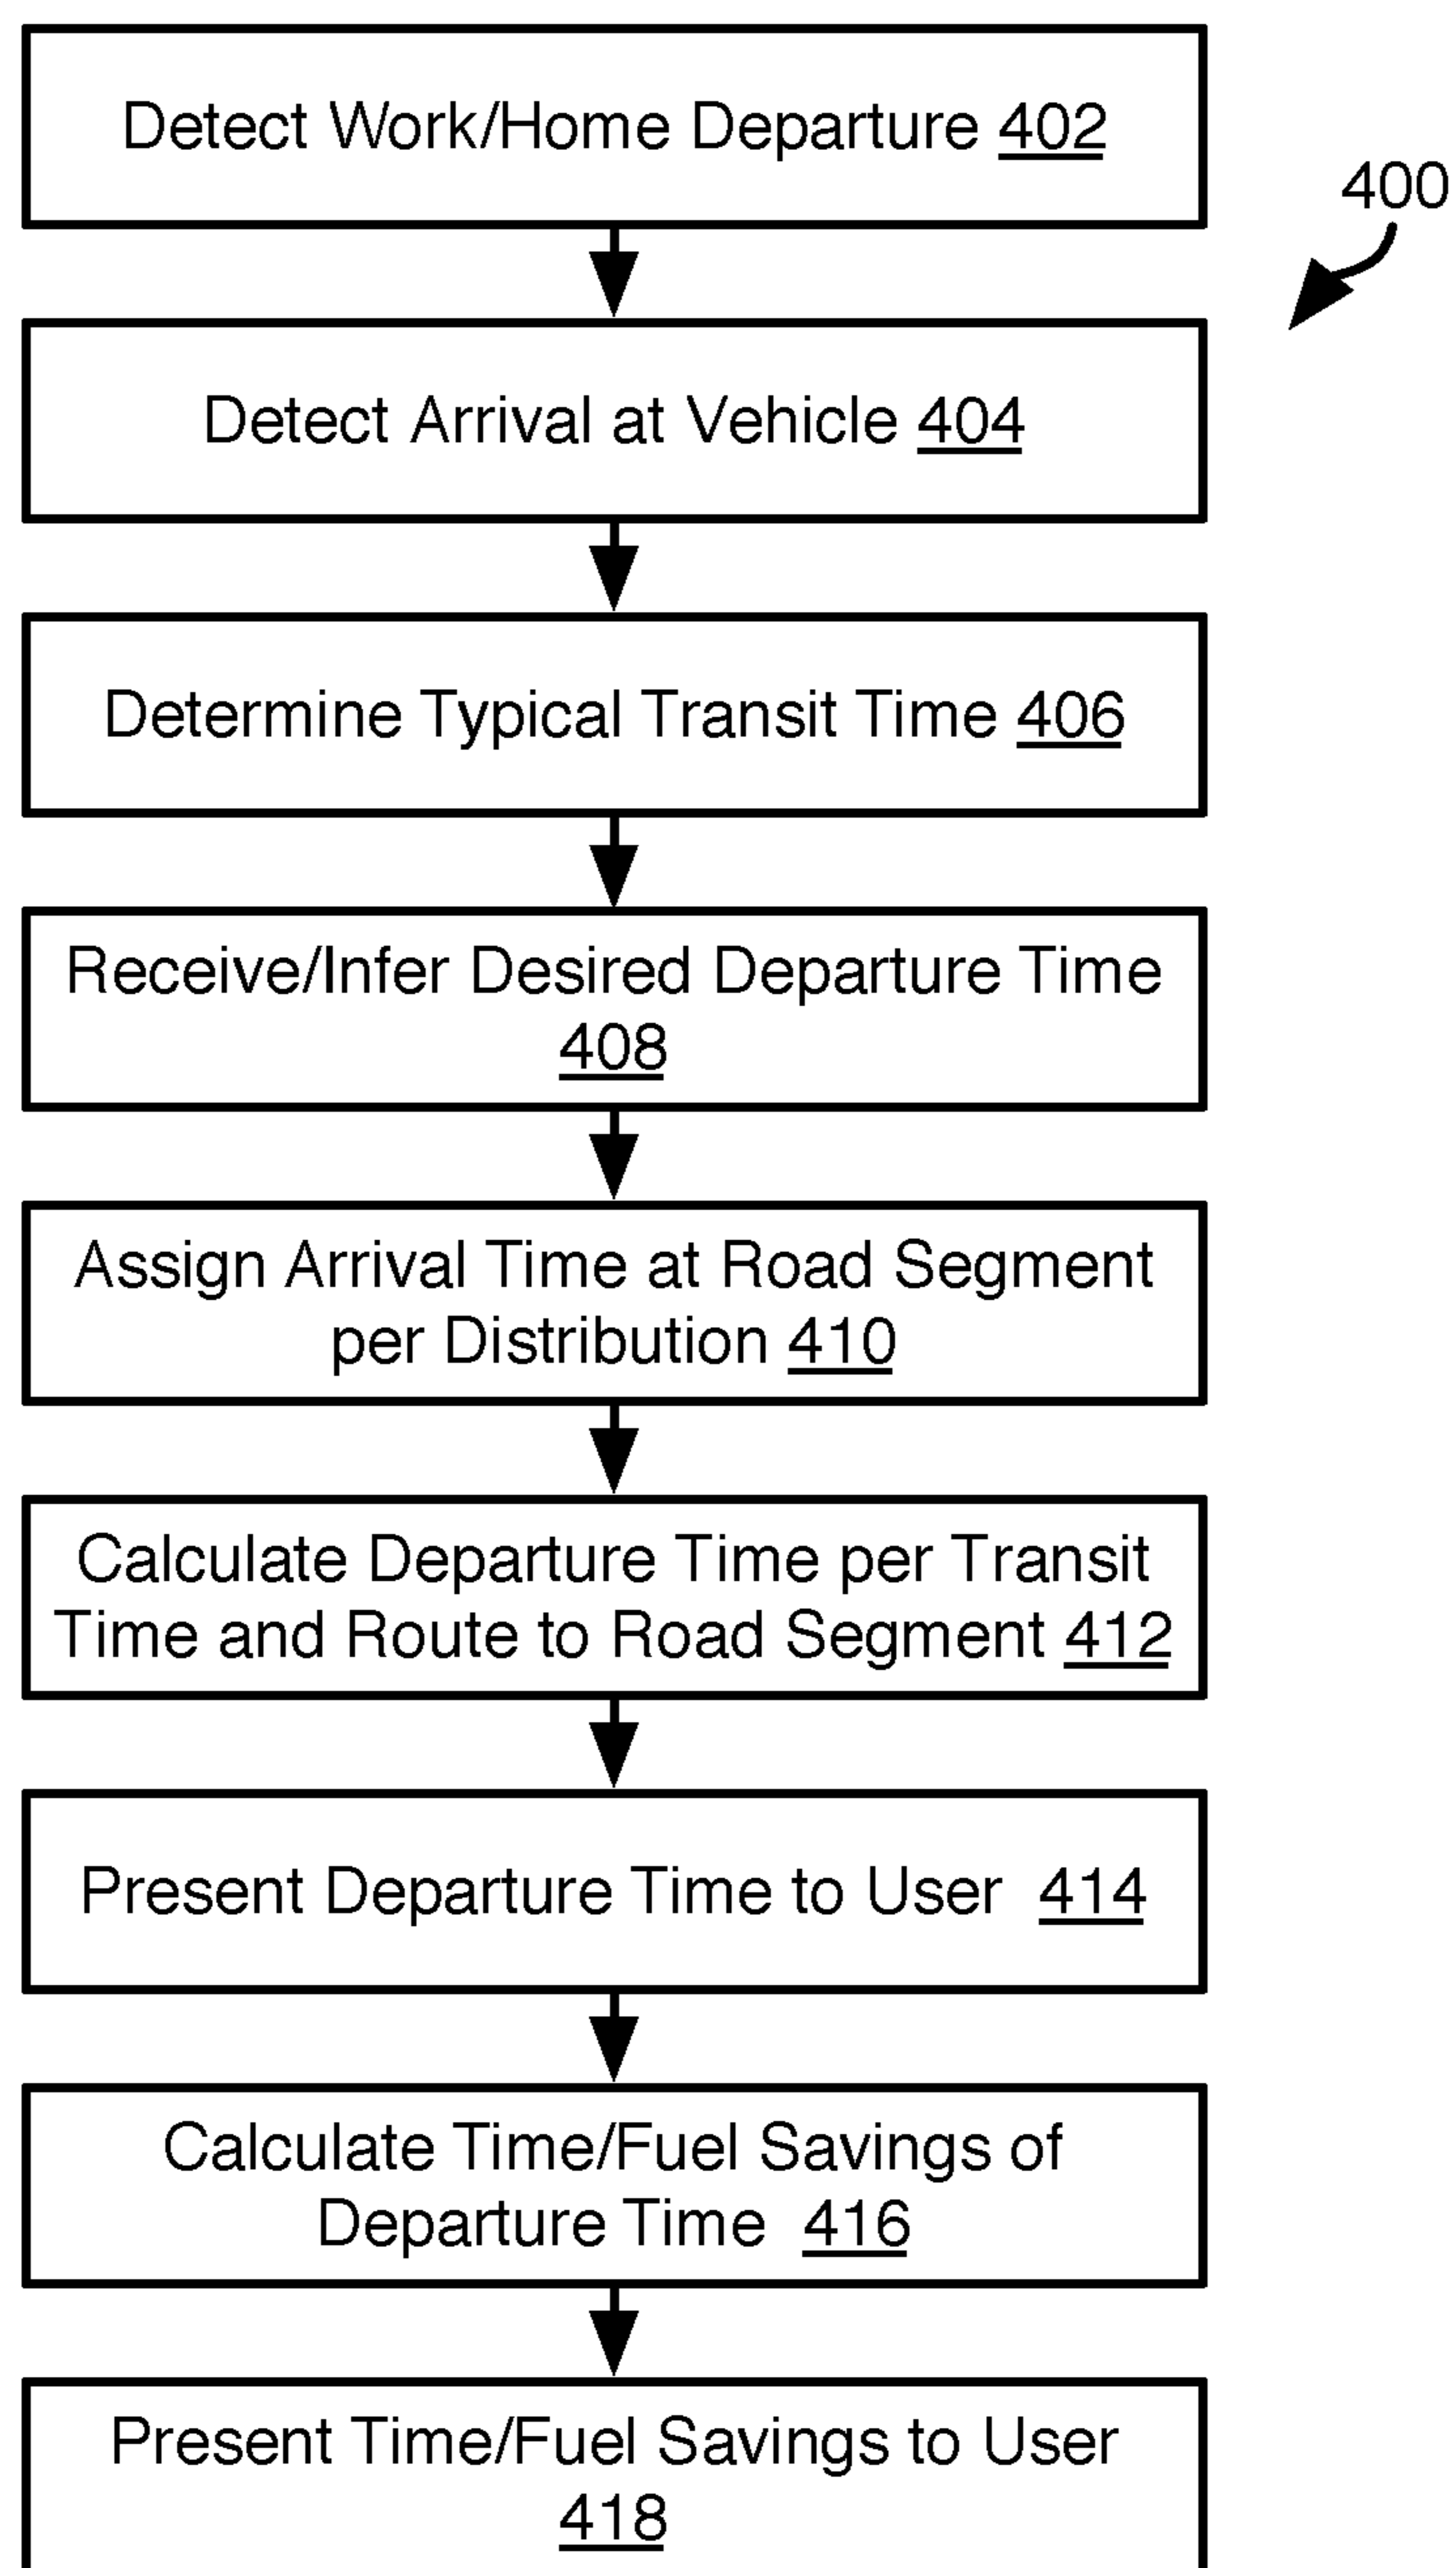 Detect Work/Home Departure 402
400
Detect Arrival at Vehicle 404
Determine Typical Transit Time 406
Receive/Infer Desired Departure Time
408
Assign Arrival Time at Road Segment
per Distribution 410
Calculate Departure Time per Transit
Time and Route to Road Segment 412
Present Departure Time to User 414
Calculate Time/Fuel Savings of
Departure Time 416
Present Time/Fuel Savings to User
418